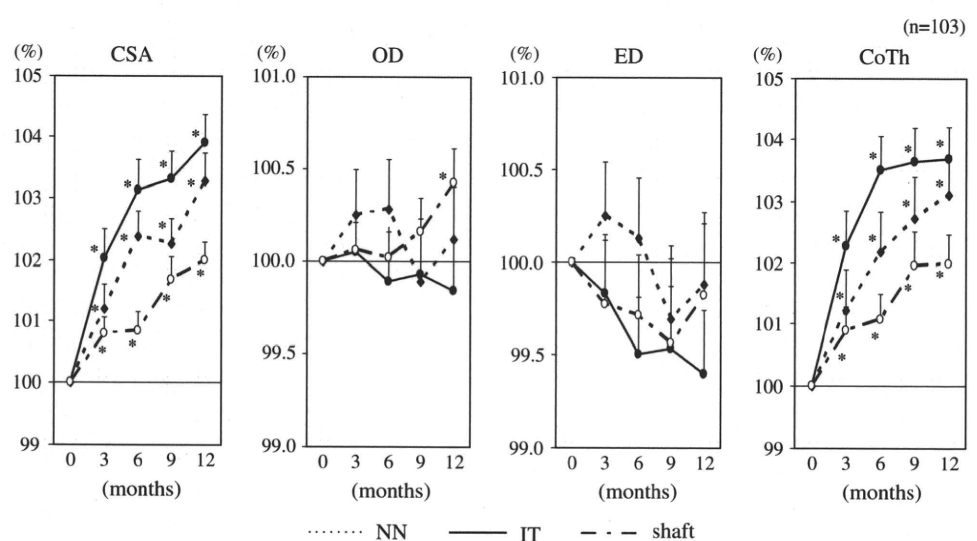 (n=103)
(%) CSA (%) OD (%) ED (%) CoTh
105 101.0 101.0 105
104 104
100.5 100.5
103 103
102 100.0 100.0 102
101 101
99.5 99.5
100 100
99 99.0 99.0 99
0 3 6 9 12 0 3 6 9 12 0 3 6 9 12 0 3 6 9 12
(months) (months) (months) (months)
NN IT shaft